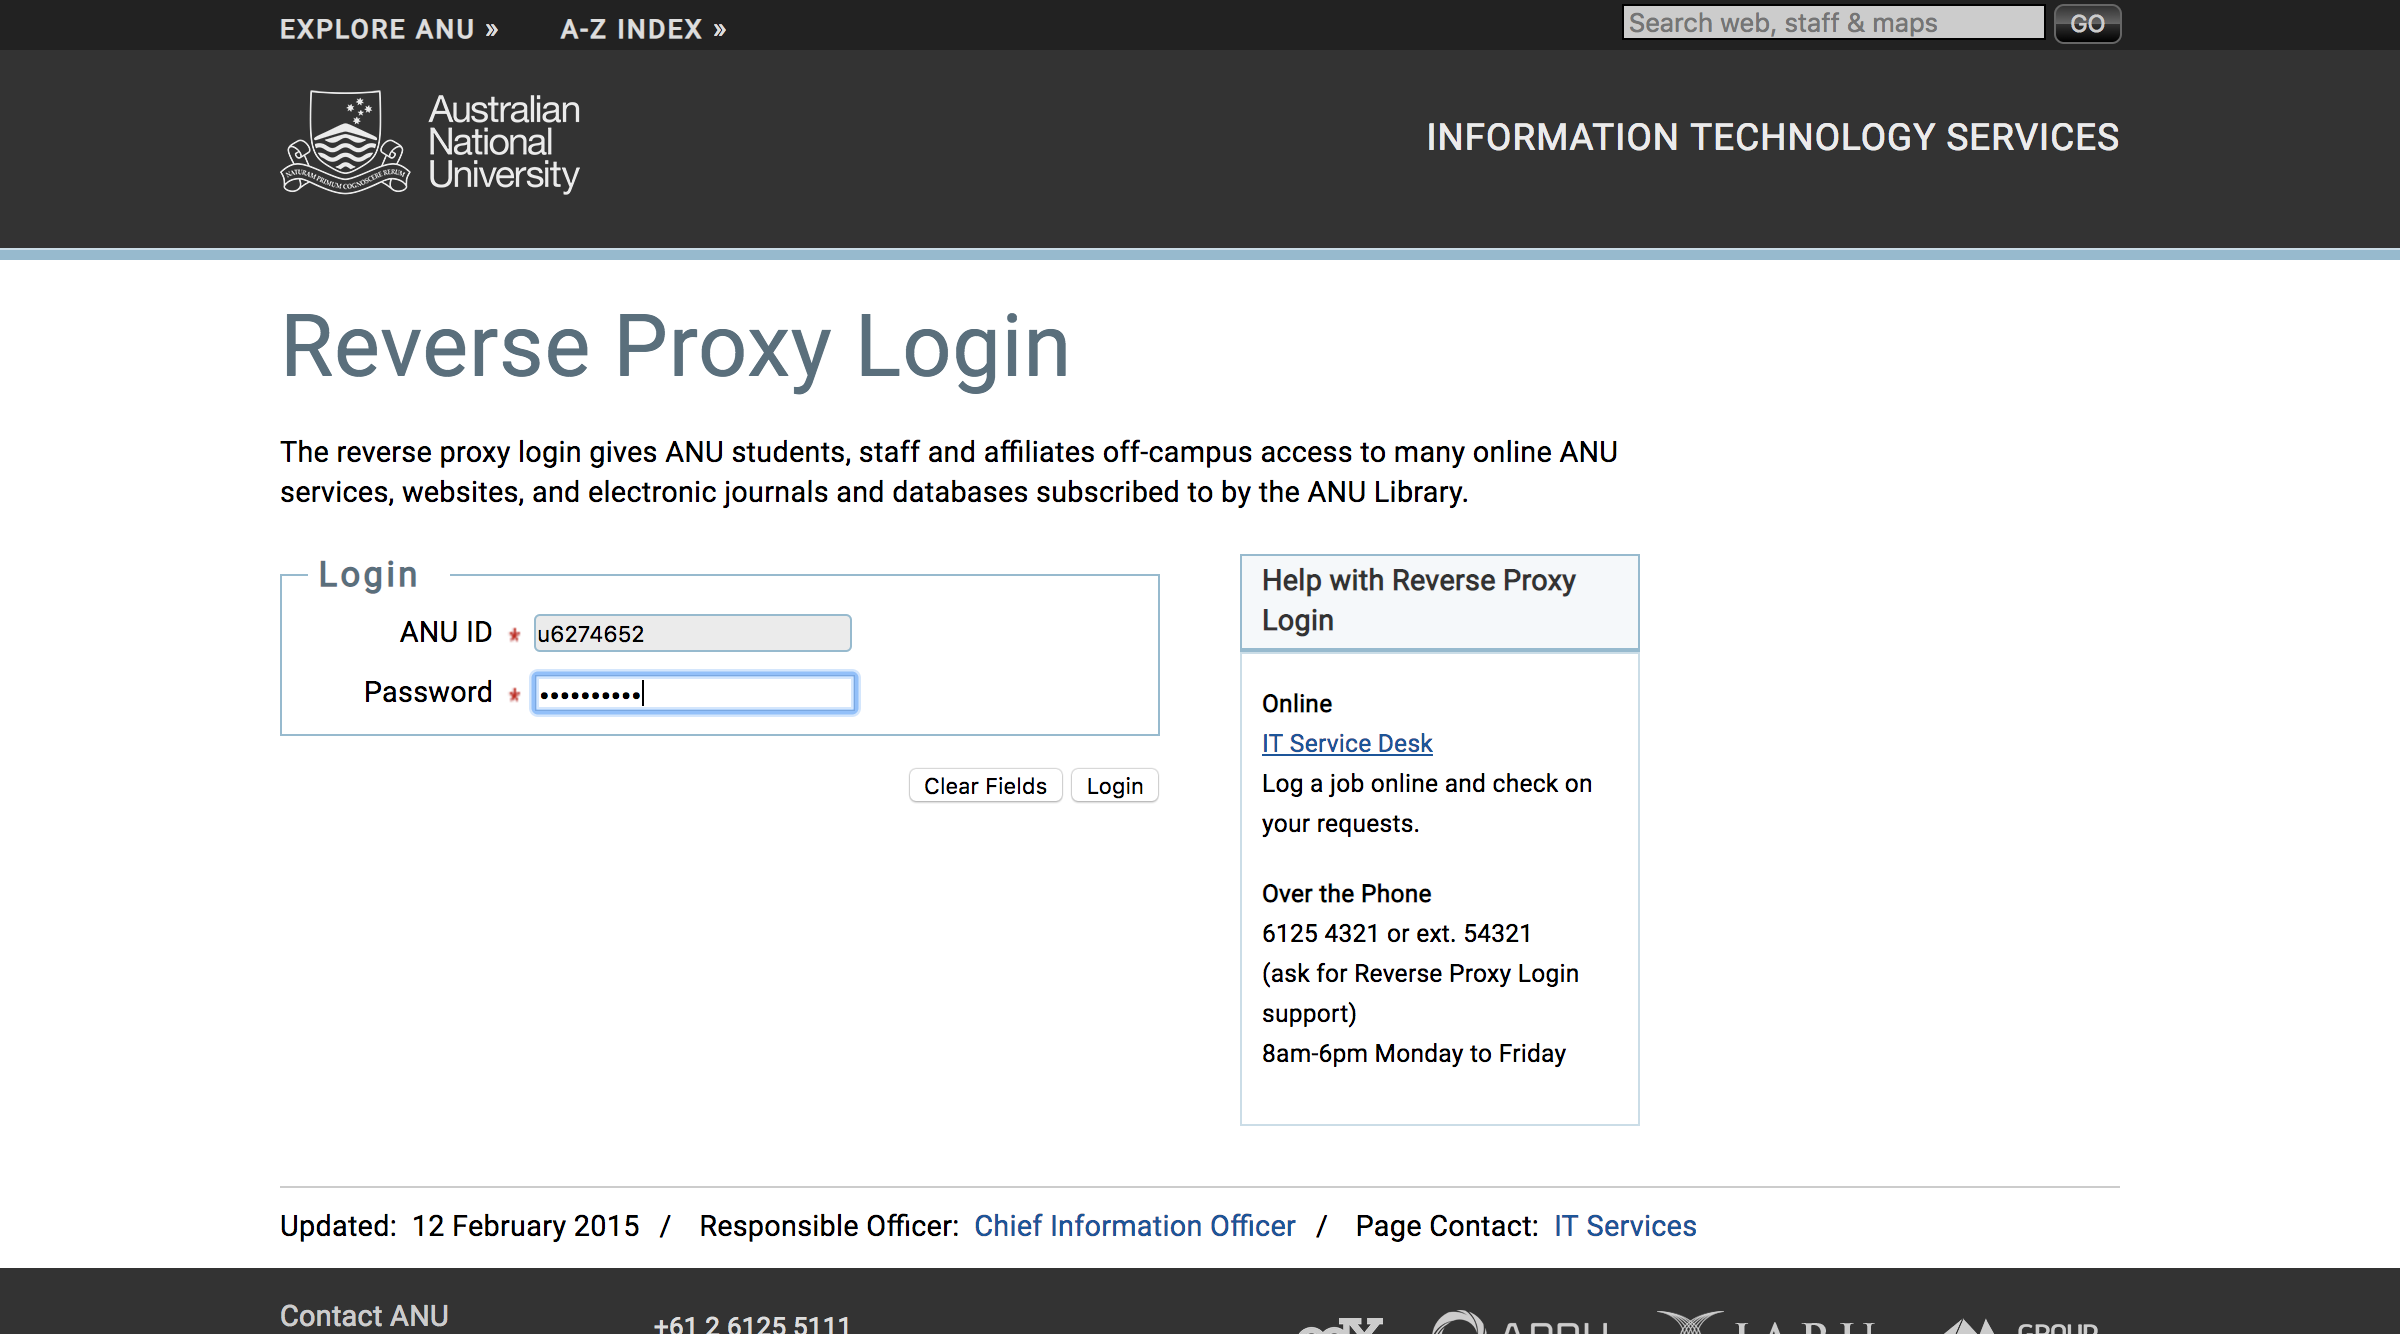 EXPLORE ANU » A-Z INDEX » Search web, staff & maps GO
Australian
National
University
NATURAM PRIMUM COGNOSCERE RERUM
INFORMATION TECHNOLOGY SERVICES
Reverse Proxy Login
The reverse proxy login gives ANU students, staff and affiliates off-campus access to many online ANU
services, websites, and electronic journals and databases subscribed to by the ANU Library.
Login
ANU ID * u6274652
Password * ••••••••••
Clear Fields Login
Help with Reverse Proxy
Login
Online
IT Service Desk
Log a job online and check on
your requests.
Over the Phone
6125 4321 or ext. 54321
(ask for Reverse Proxy Login
support)
8am-6pm Monday to Friday
Updated: 12 February 2015 / Responsible Officer: Chief Information Officer / Page Contact: IT Services
Contact ANU
+61 2 6125 5111
GROUP